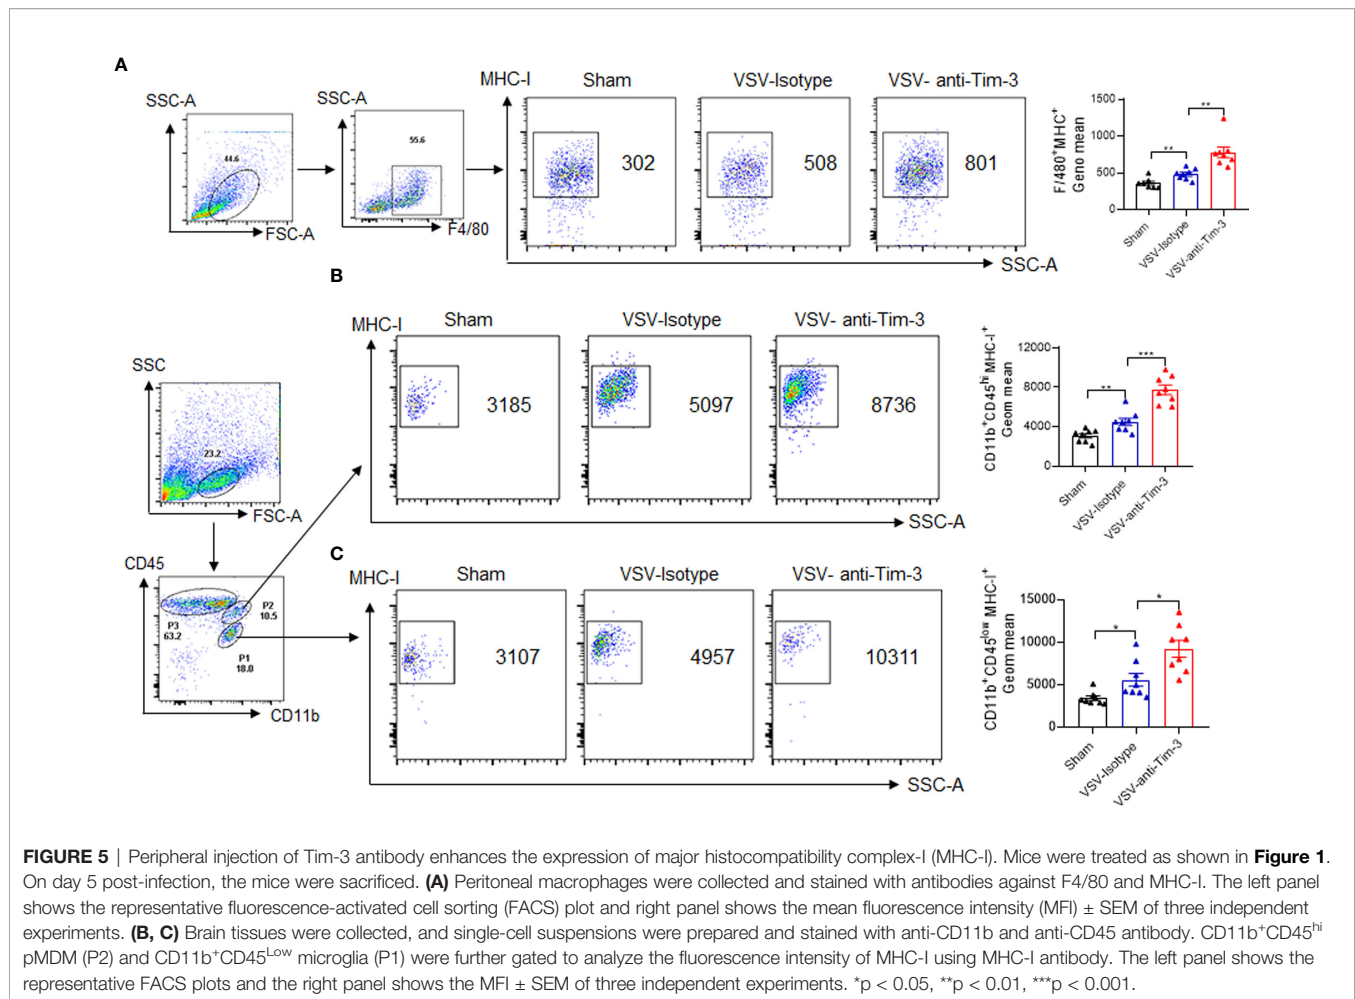 A
SSC-A
44.6
FSC-A
SSC-A
55.6
F4/80
MHC-I
Sham
VSV-Isotype
VSV- anti-Tim-3
302
508
801
SSC-A
F/480+MHC+
Geno mean
1500
1000
500
0
**
**
Sham
VSV-Isotype
VSV-anti-Tim-3
B
SSC
23.2
FSC-A
CD45
P2
10.5
P3
63.2
P1
18.0
CD11b
MHC-I
Sham
VSV-Isotype
VSV- anti-Tim-3
3185
5097
8736
SSC-A
CD11b+CD45hi MHC-I+
Geom mean
12000
8000
4000
0
**
***
Sham
VSV-Isotype
VSV-anti-Tim-3
C
MHC-I
Sham
VSV-Isotype
VSV- anti-Tim-3
3107
4957
10311
SSC-A
CD11b+CD45low MHC-I+
Geom mean
15000
10000
5000
0
*
*
Sham
VSV-Isotype
VSV-anti-Tim-3
FIGURE 5 | Peripheral injection of Tim-3 antibody enhances the expression of major histocompatibility complex-I (MHC-I). Mice were treated as shown in Figure 1.
On day 5 post-infection, the mice were sacrificed. (A) Peritoneal macrophages were collected and stained with antibodies against F4/80 and MHC-I. The left panel
shows the representative fluorescence-activated cell sorting (FACS) plot and right panel shows the mean fluorescence intensity (MFI) ± SEM of three independent
experiments. (B, C) Brain tissues were collected, and single-cell suspensions were prepared and stained with anti-CD11b and anti-CD45 antibody. CD11b+CD45hi
pMDM (P2) and CD11b+CD45Low microglia (P1) were further gated to analyze the fluorescence intensity of MHC-I using MHC-I antibody. The left panel shows the
representative FACS plots and the right panel shows the MFI ± SEM of three independent experiments. *p < 0.05, **p < 0.01, ***p < 0.001.